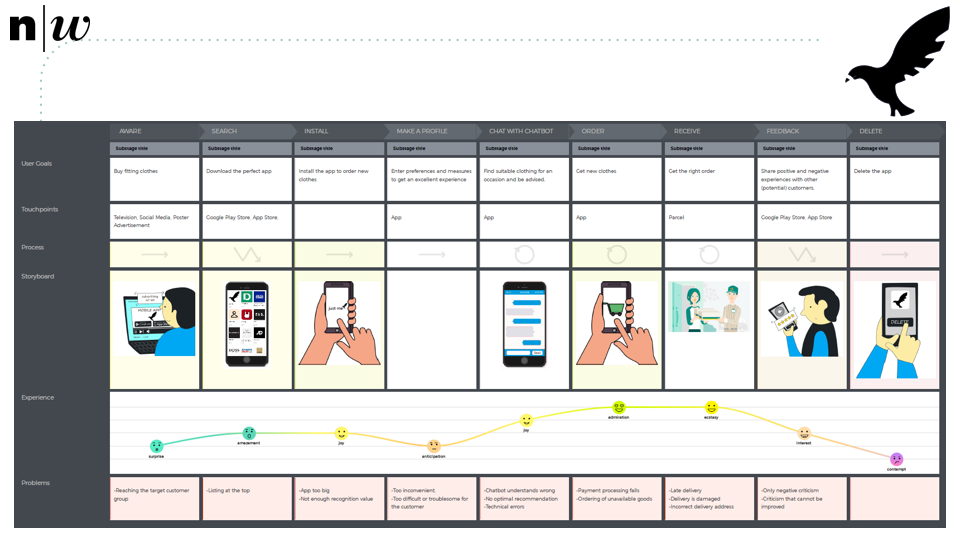 n|w
AWARE
SEARCH
INSTALL
MAKE A PROFILE
CHAT WITH CHATBOT
ORDER
RECEIVE
FEEDBACK
DELETE
Substage title
Substage title
Substage title
Substage title
Substage title
Substage title
Substage title
Substage title
Substage title
User Goals
Buy fitting clothes
Download the perfect app
Install the app to order new
clothes
Enter preferences and measures
to get an excellent experience
Find suitable clothing for an
occasion and be advised.
Get new clothes
Get the right order
Share positive and negative
experiences with other
(potential) customers.
Delete the app
Touchpoints
Television, Social Media, Poster
Advertisement
Google Play Store, App Store,
App
App
App
Parcel
Google Play Store, App Store
Process
Storyboard
MOBILE APP
just me
DELETE
Experience
surprise
amazement
joy
anticipation
joy
admiration
ecstasy
interest
contempt
Problems
-Reaching the target customer
group
-Listing at the top
-App too big
-Not enough recognition value
-Too inconvenient.
-Too difficult or troublesome for
the customer
-Chatbot understands wrong
-No optimal recommendation
-Technical errors
-Payment processing fails
-Ordering of unavailable goods
-Late delivery
-Delivery is damaged
-Incorrect delivery address
-Only negative criticism
-Criticism that cannot be
improved